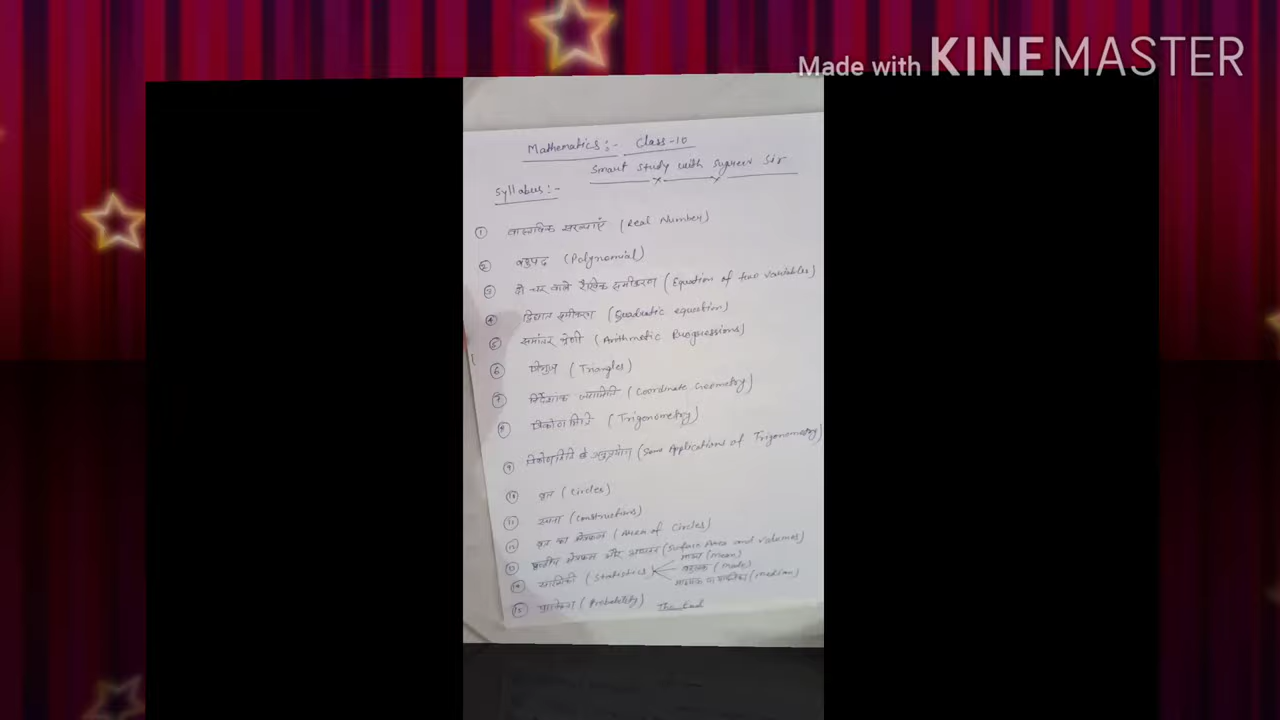 Made with KINEMASTER
Mathematics:- Class-10
Smart Study with Sir
Syllabus:-
1 वास्तविक संख्याएं (Real Number)
2 बहुपद (Polynomial)
3 दो चर वाले रैखिक समीकरण (Equation of two variables)
4 द्विघात समीकरण (Quadratic equation)
5 समांतर श्रेणी (Arithmetic Progressions)
6 त्रिभुज (Triangles)
7 निर्देशांक ज्यामिति (Coordinate Geometry)
8 त्रिकोणमिति (Trigonometry)
9 त्रिकोणमिति के अनुप्रयोग (Some Applications of Trigonometry)
10 वृत (Circles)
11 रचना (Constructions)
12 वृत का क्षेत्रफल (Area of Circles)
13 पृष्ठीय क्षेत्रफल और आयतन (Surface Area and volumes)
14 सांख्यिकी (Statistics)
माध्य (Mean)
बहुलक (Mode)
माध्यक या (median)
15 प्रायिकता (Probability)
The End